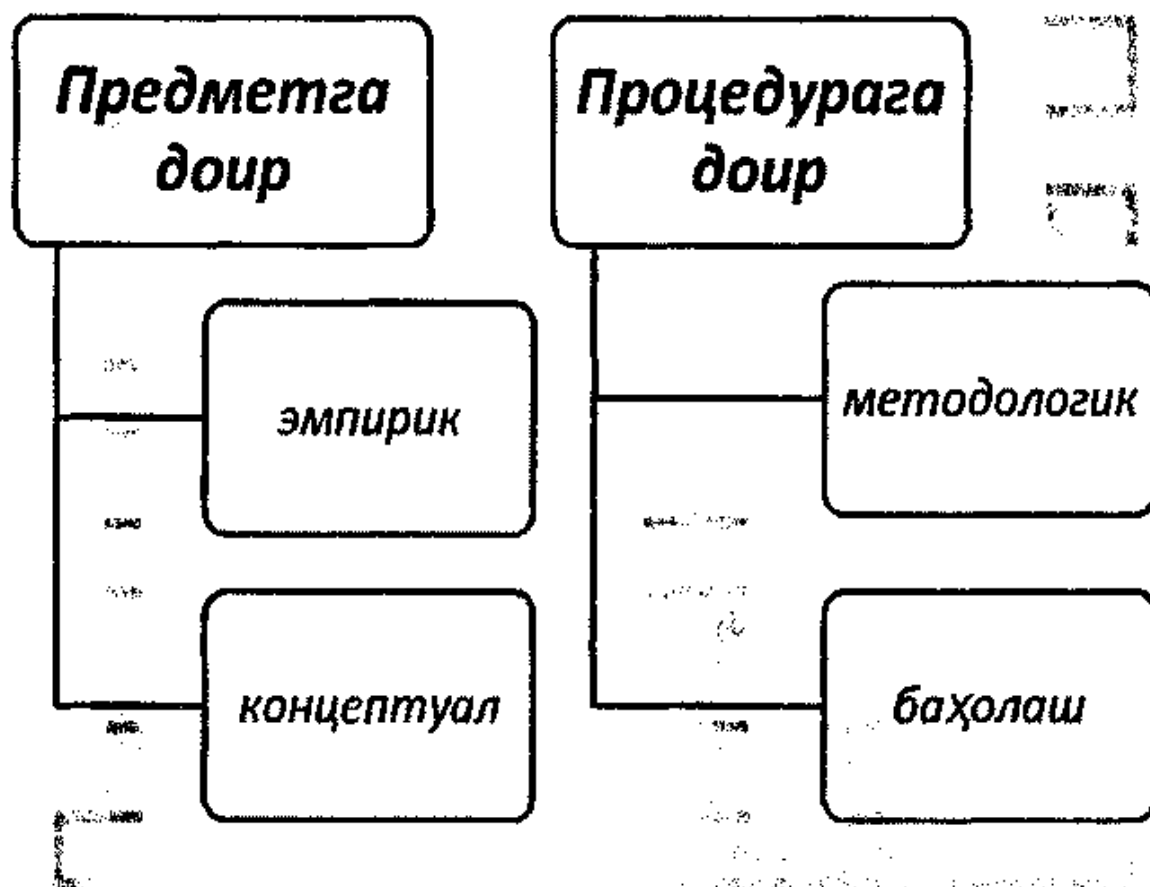 Предметга
доир
эмпирик
концептуал
Процедурага
доир
методологик
баҳолаш